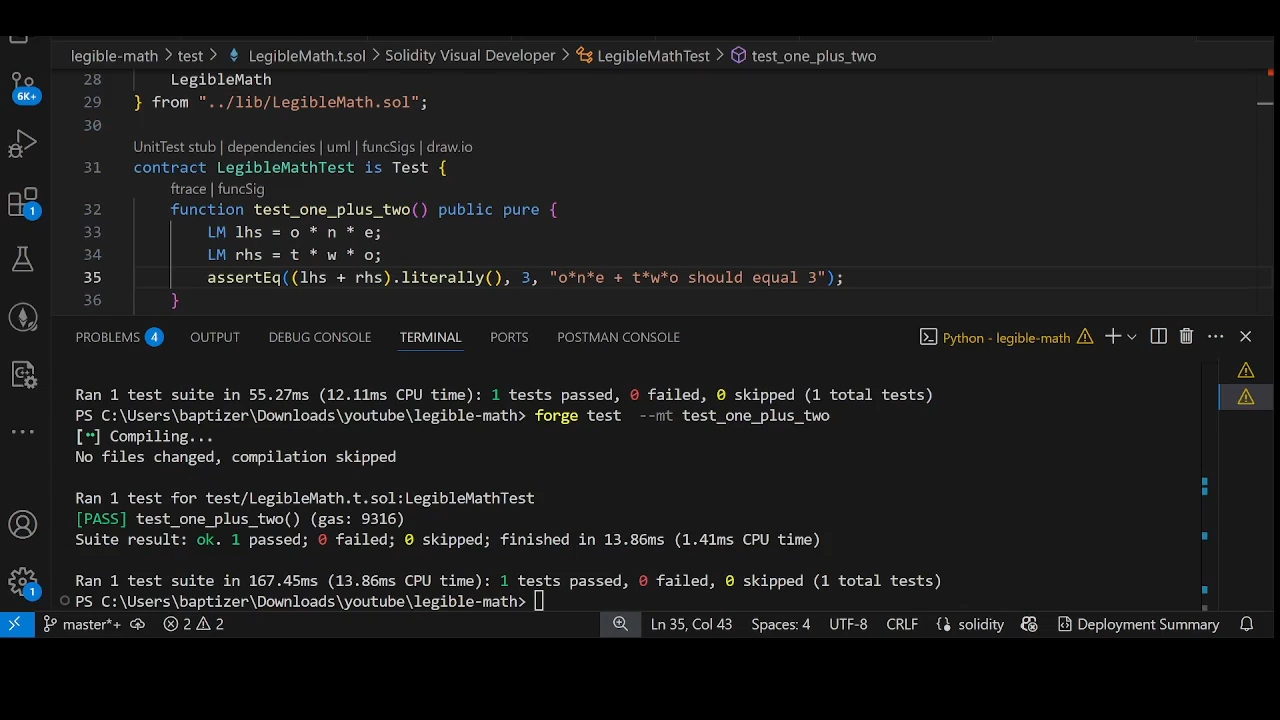 legible-math > test > LegibleMath.t.sol > Solidity Visual Developer > LegibleMathTest > test_one_plus_two
28 LegibleMath
29 } from "../lib/LegibleMath.sol";
30
UnitTest stub | dependencies | uml | funcSigs | draw.io
31 contract LegibleMathTest is Test {
ftrace | funcSig
32 function test_one_plus_two() public pure {
33 LM lhs = o * n * e;
34 LM rhs = t * w * o;
35 assertEq((lhs + rhs).literally(), 3, "o*n*e + t*w*o should equal 3");
36 }
6K+
1
PROBLEMS 4 OUTPUT DEBUG CONSOLE TERMINAL PORTS POSTMAN CONSOLE Python - legible-math
Ran 1 test suite in 55.27ms (12.11ms CPU time): 1 tests passed, 0 failed, 0 skipped (1 total tests)
PS C:\Users\baptizer\Downloads\youtube\legible-math> forge test --mt test_one_plus_two
[⠊] Compiling...
No files changed, compilation skipped
Ran 1 test for test/LegibleMath.t.sol:LegibleMathTest
[PASS] test_one_plus_two() (gas: 9316)
Suite result: ok. 1 passed; 0 failed; 0 skipped; finished in 13.86ms (1.41ms CPU time)
Ran 1 test suite in 167.45ms (13.86ms CPU time): 1 tests passed, 0 failed, 0 skipped (1 total tests)
PS C:\Users\baptizer\Downloads\youtube\legible-math>
1
master*+ 2 2 Ln 35, Col 43 Spaces: 4 UTF-8 CRLF solidity Deployment Summary